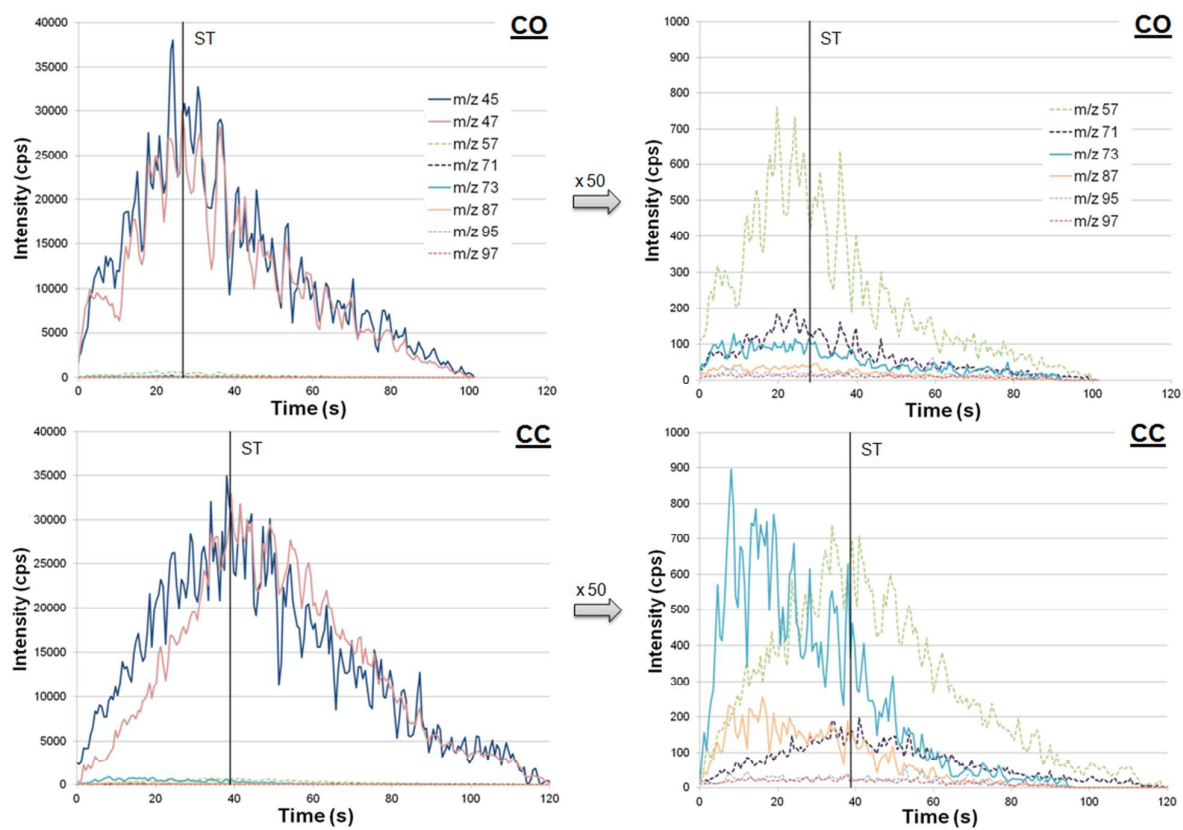 CO
ST
40000
35000
30000
25000
20000
15000
10000
5000
0
Intensity (cps)
m/z 45
m/z 47
m/z 57
m/z 71
m/z 73
m/z 87
m/z 95
m/z 97
0 20 40 60 80 100 120
Time (s)
x 50
CO
ST
1000
900
800
700
600
500
400
300
200
100
0
Intensity (cps)
m/z 57
m/z 71
m/z 73
m/z 87
m/z 95
m/z 97
0 20 40 60 80 100 120
Time (s)
CC
ST
40000
35000
30000
25000
20000
15000
10000
5000
0
Intensity (cps)
0 20 40 60 80 100 120
Time (s)
x 50
CC
ST
1000
900
800
700
600
500
400
300
200
100
0
Intensity (cps)
0 20 40 60 80 100 120
Time (s)